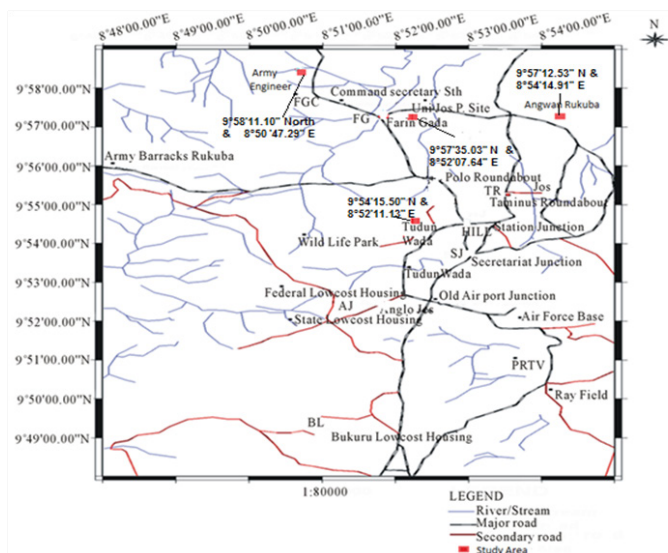 N
8°48'00.00"E
8°49'00.00"E
8°50'00.00"E
8°51'00.00"E
8°52'00.00"E
8°53'00.00"E
8°54'00.00"E
9°58'00.00"N
9°57'00.00"N
9°56'00.00"N
9°55'00.00"N
9°54'00.00"N
9°53'00.00"N
9°52'00.00"N
9°51'00.00"N
9°50'00.00"N
9°49'00.00"N
Army
Engineer
FGC
Command secretary Sth
9°57'12.53" N &
8°54'14.91" E
Uni Jos P. Site
Angwan Rukuba
9°58'11.10" North
& 8°50'47.29" E
FG
Farin Gada
9°57'35.03" N &
8°52'07.64" E
Army Barracks Rukuba
Polo Roundabout
TR
Jos
Taminus Roundabout
9°54'15.50" N &
8°52'11.13" E
Tudun
Wada
HILL
Station Junction
Wild Life Park
SJ
Secretariat Junction
Tudun Wada
Federal Lowcost Housing
Old Air port Junction
AJ
Anglo Jos
State Lowcost Housing
Air Force Base
PRTV
Ray Field
BL
Bukuru Lowcost Housing
1:80000
LEGEND
River/Stream
Major road
Secondary road
Study Area